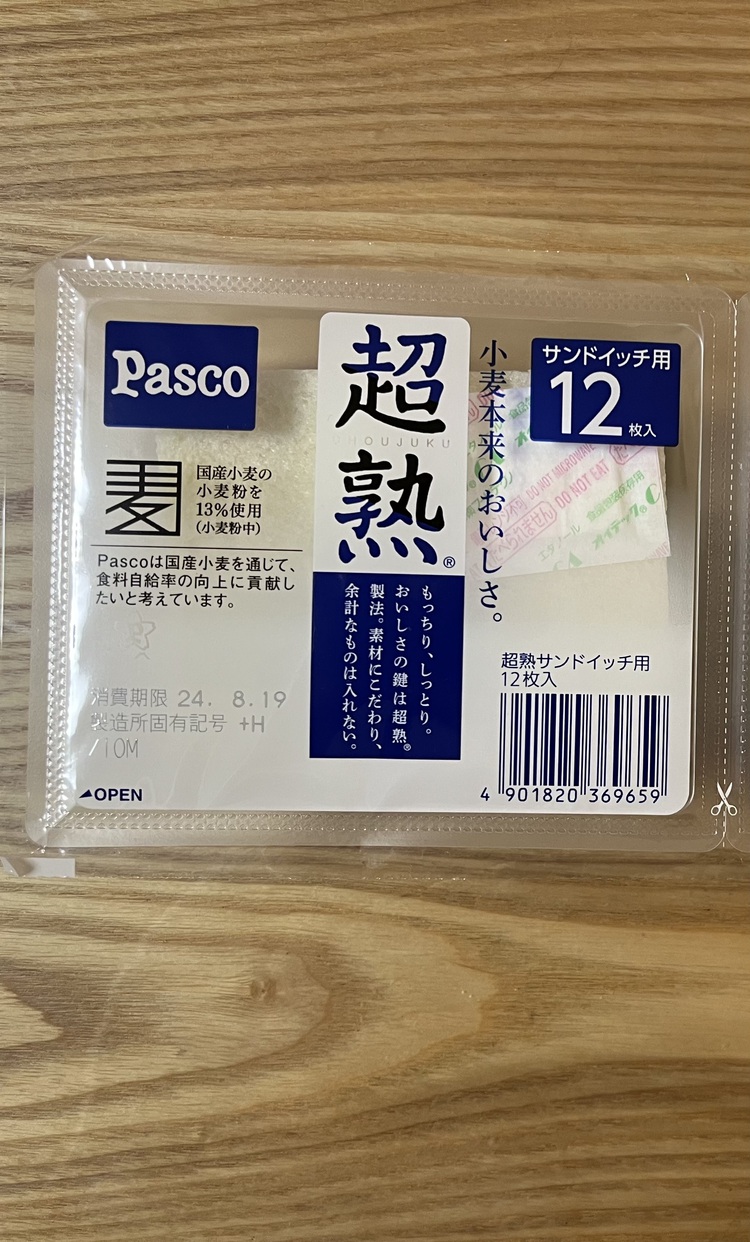 Pasco
国産小麦の
小麦粉を
13%使用
(小麦粉中)
Pascoは国産小麦を通じて、
食料自給率の向上に貢献し
たいと考えています。
消費期限 24. 8.19
製造所固有記号 +H
/TOM
OPEN
超熟®
CHOUJUKU
もっちり、しっとり。
おいしさの鍵は超熟®
製法。素材にこだわり、
余計なものは入れない。
小麦本来のおいしさ。
サンドイッチ用
12枚入
DO NOT MICROWAVE
DO NOT EAT
エタノール
超熟サンドイッチ用
12枚入
4 901820 369659